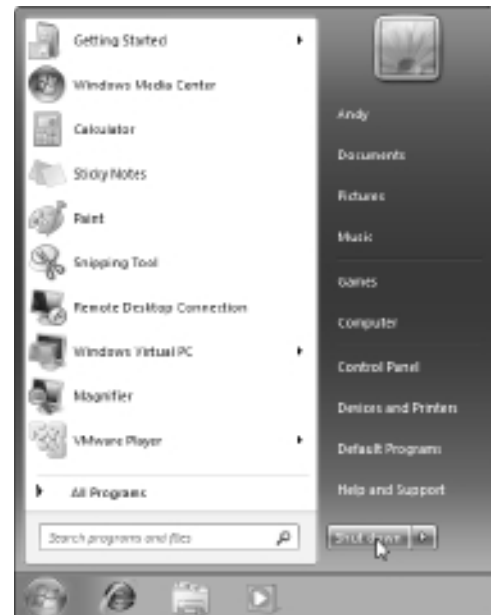 Getting Started
Windows Media Center
Calculator
Sticky Notes
Paint
Snipping Tool
Remote Desktop Connection
Windows Virtual PC
Magnifier
VMware Player
All Programs
Search programs and files
Andy
Documents
Pictures
Music
Games
Computer
Control Panel
Devices and Printers
Default Programs
Help and Support
Shut down